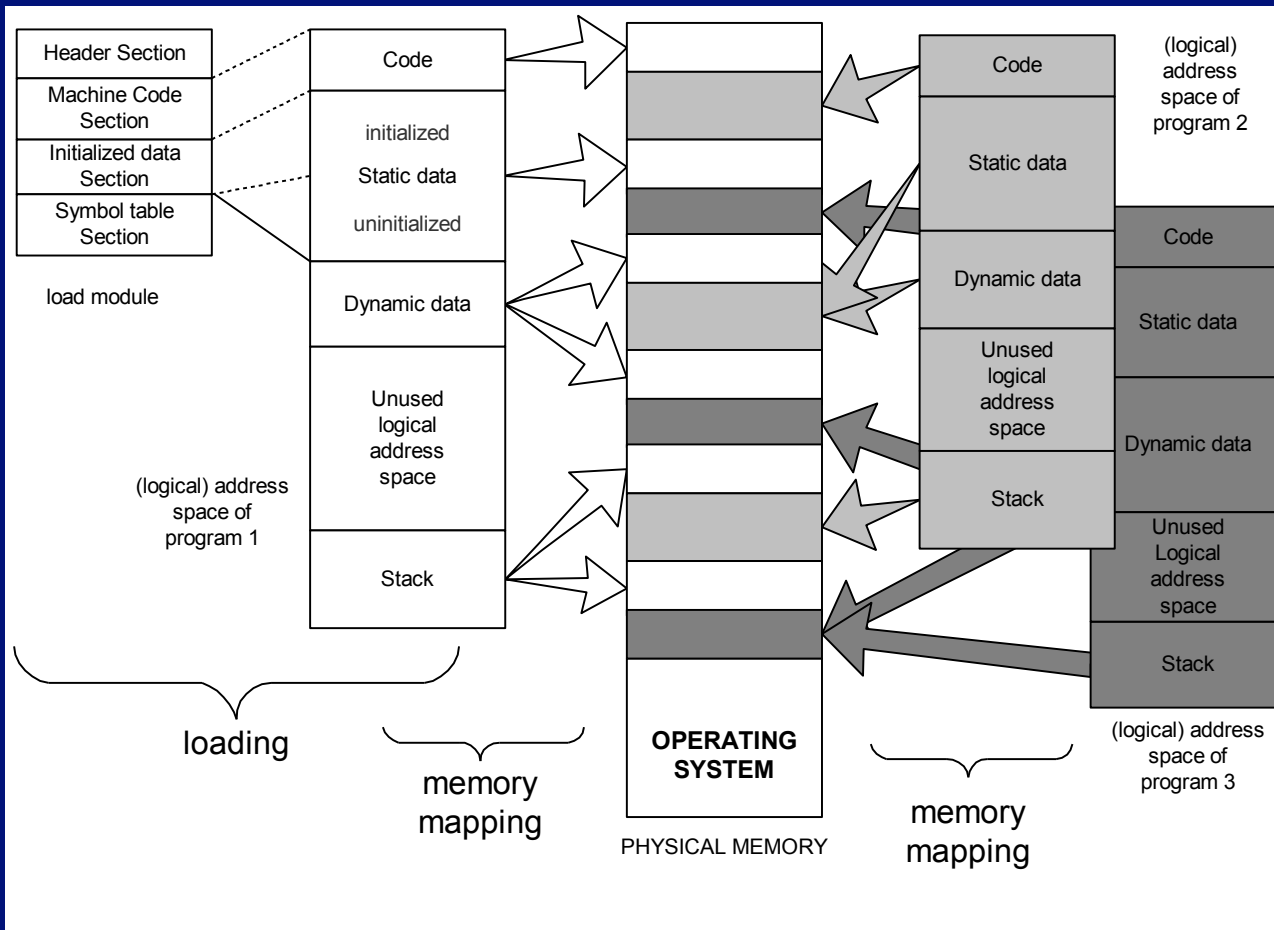 Header Section
Machine Code
Section
Initialized data
Section
Symbol table
Section
load module
Code
initialized
Static data
uninitialized
Dynamic data
Unused
logical
address
space
Stack
(logical) address
space of
program 1
loading
memory
mapping
OPERATING
SYSTEM
PHYSICAL MEMORY
Code
Static data
Dynamic data
Unused
logical
address
space
Stack
(logical)
address
space of
program 2
Code
Static data
Dynamic data
Unused
Logical
address
space
Stack
(logical) address
space of
program 3
memory
mapping